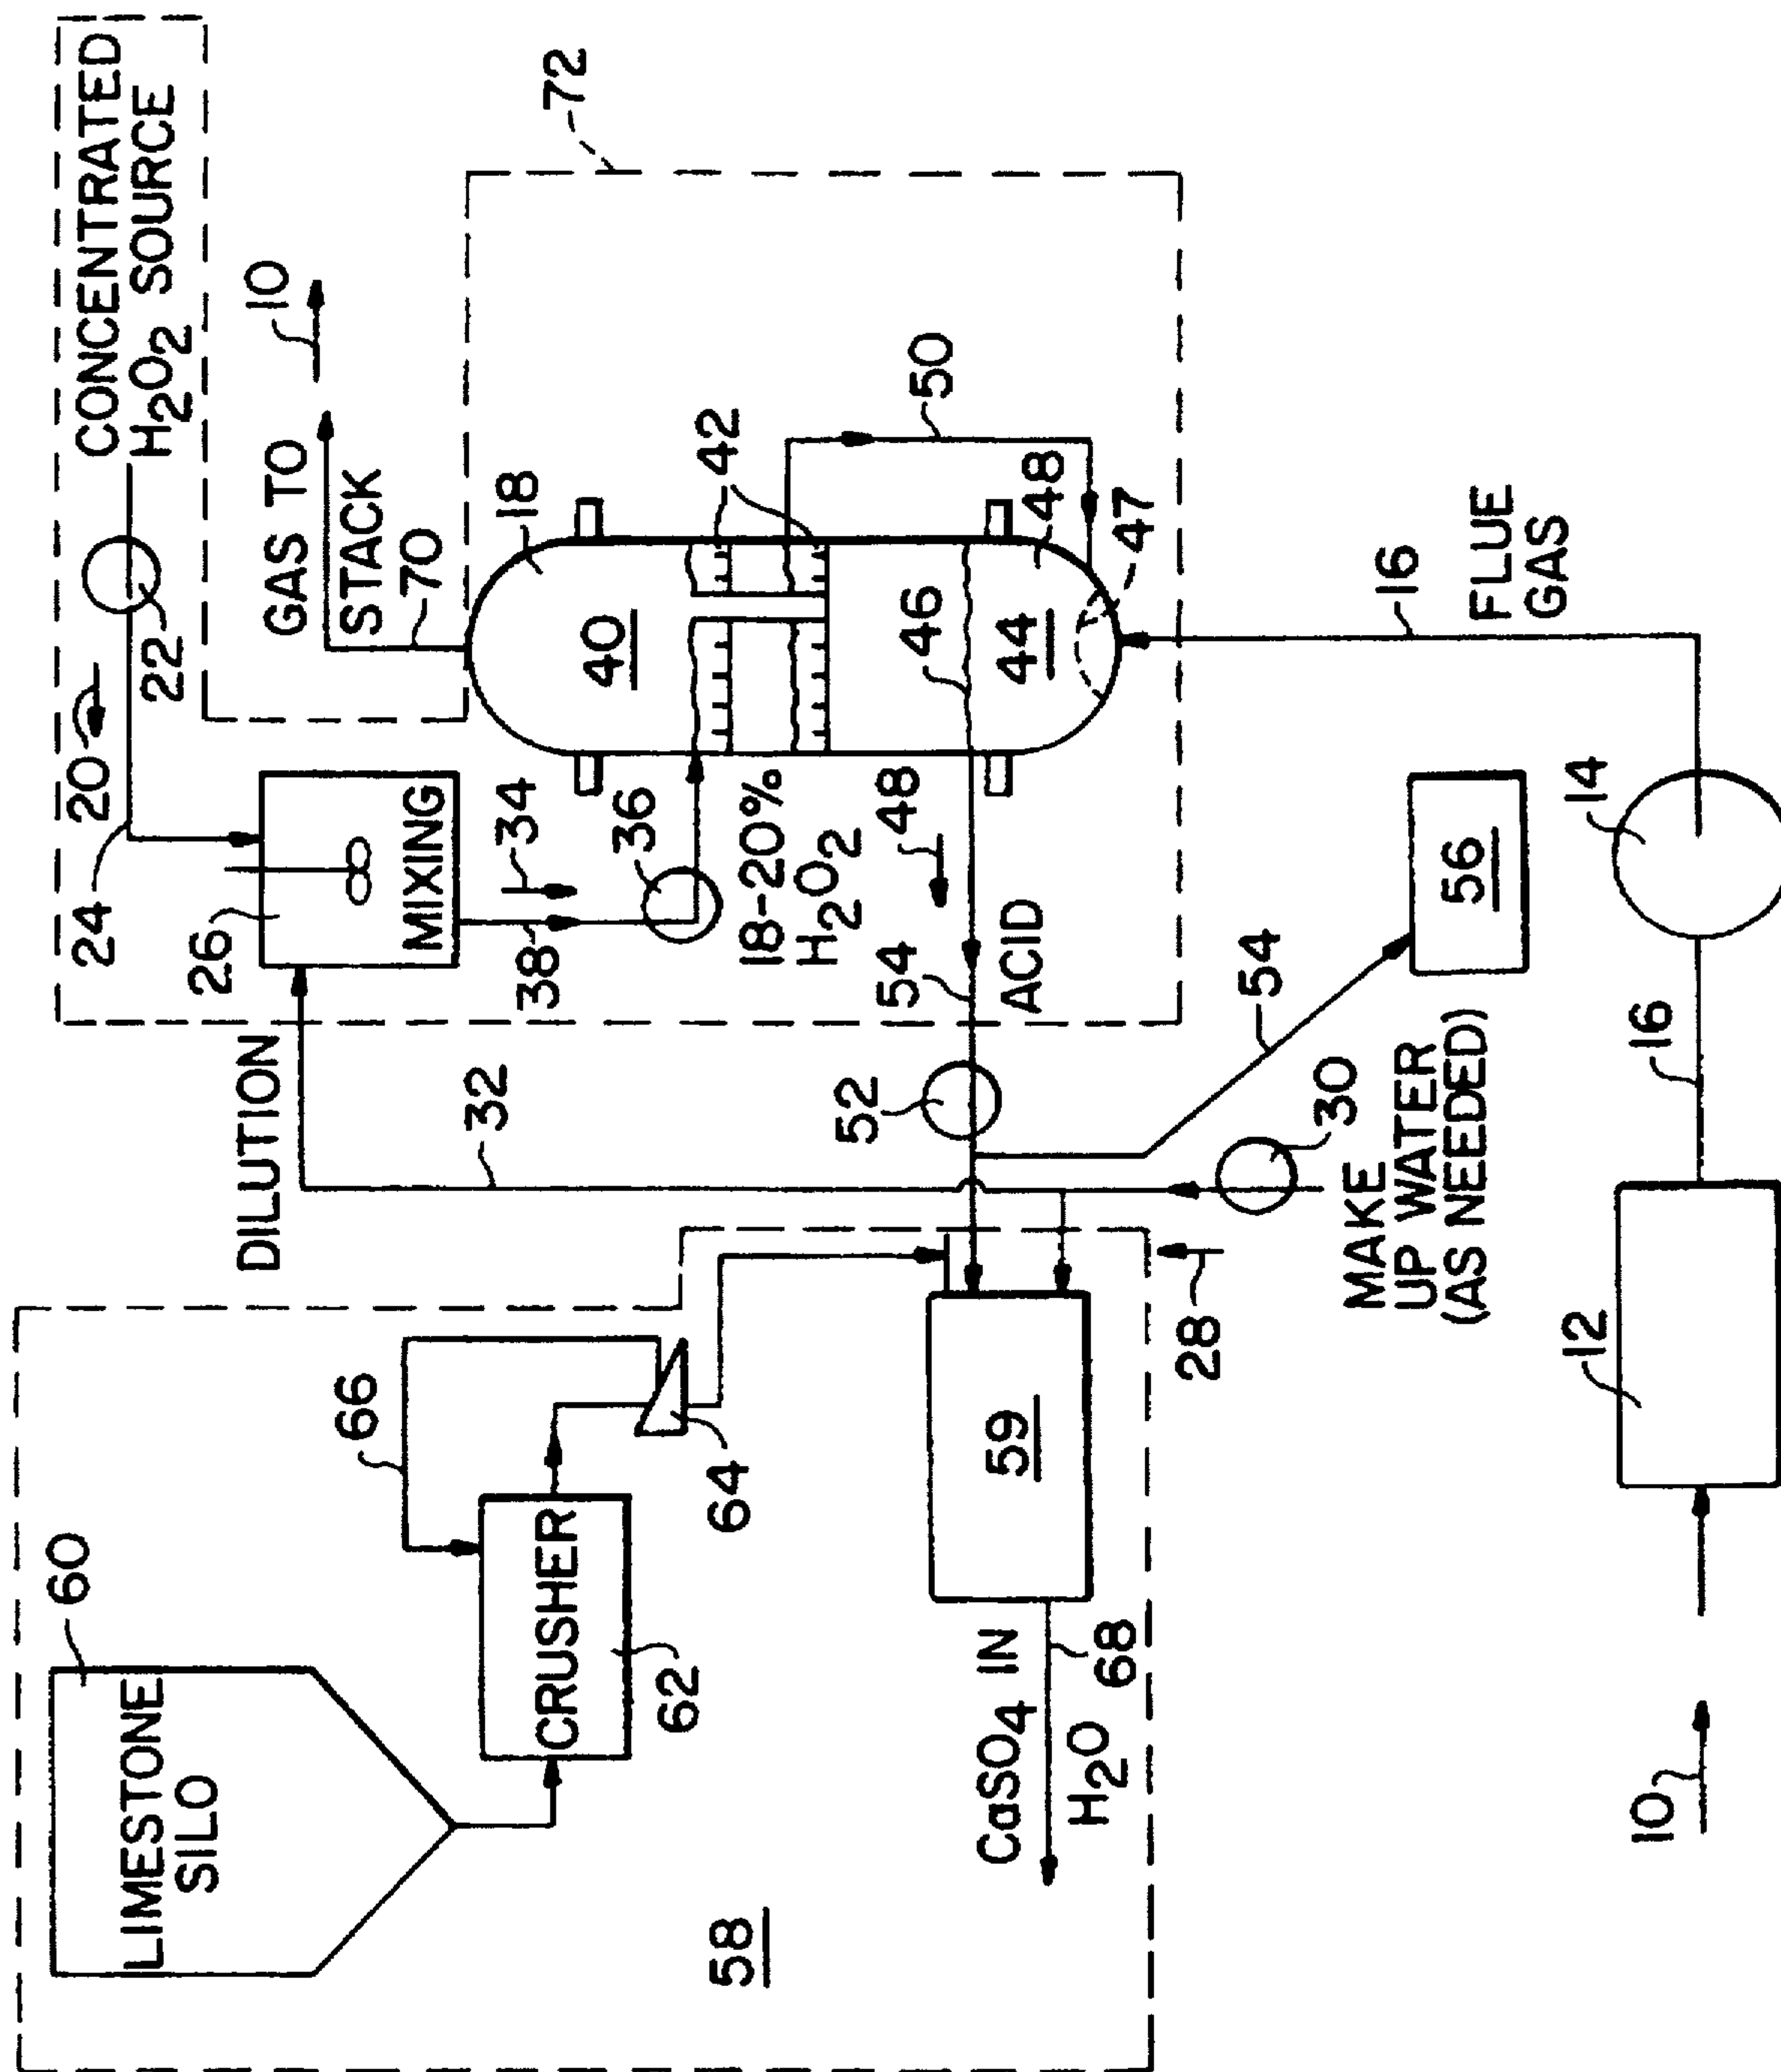 LIMESTONE
SILO
60
66
CRUSHER
62
64
58
59
CaSO4 IN
H2O
68
28
DILUTION
32
52
54
ACID
48
30
MAKE
UP WATER
(AS NEEDED)
54
56
24
20
22
CONCENTRATED
H2O2 SOURCE
26
MIXING
34
38
36
18-20%
H2O2
GAS TO
STACK
10
70
18
40
42
50
46
44
48
47
72
16
FLUE
GAS
10
12
16
14